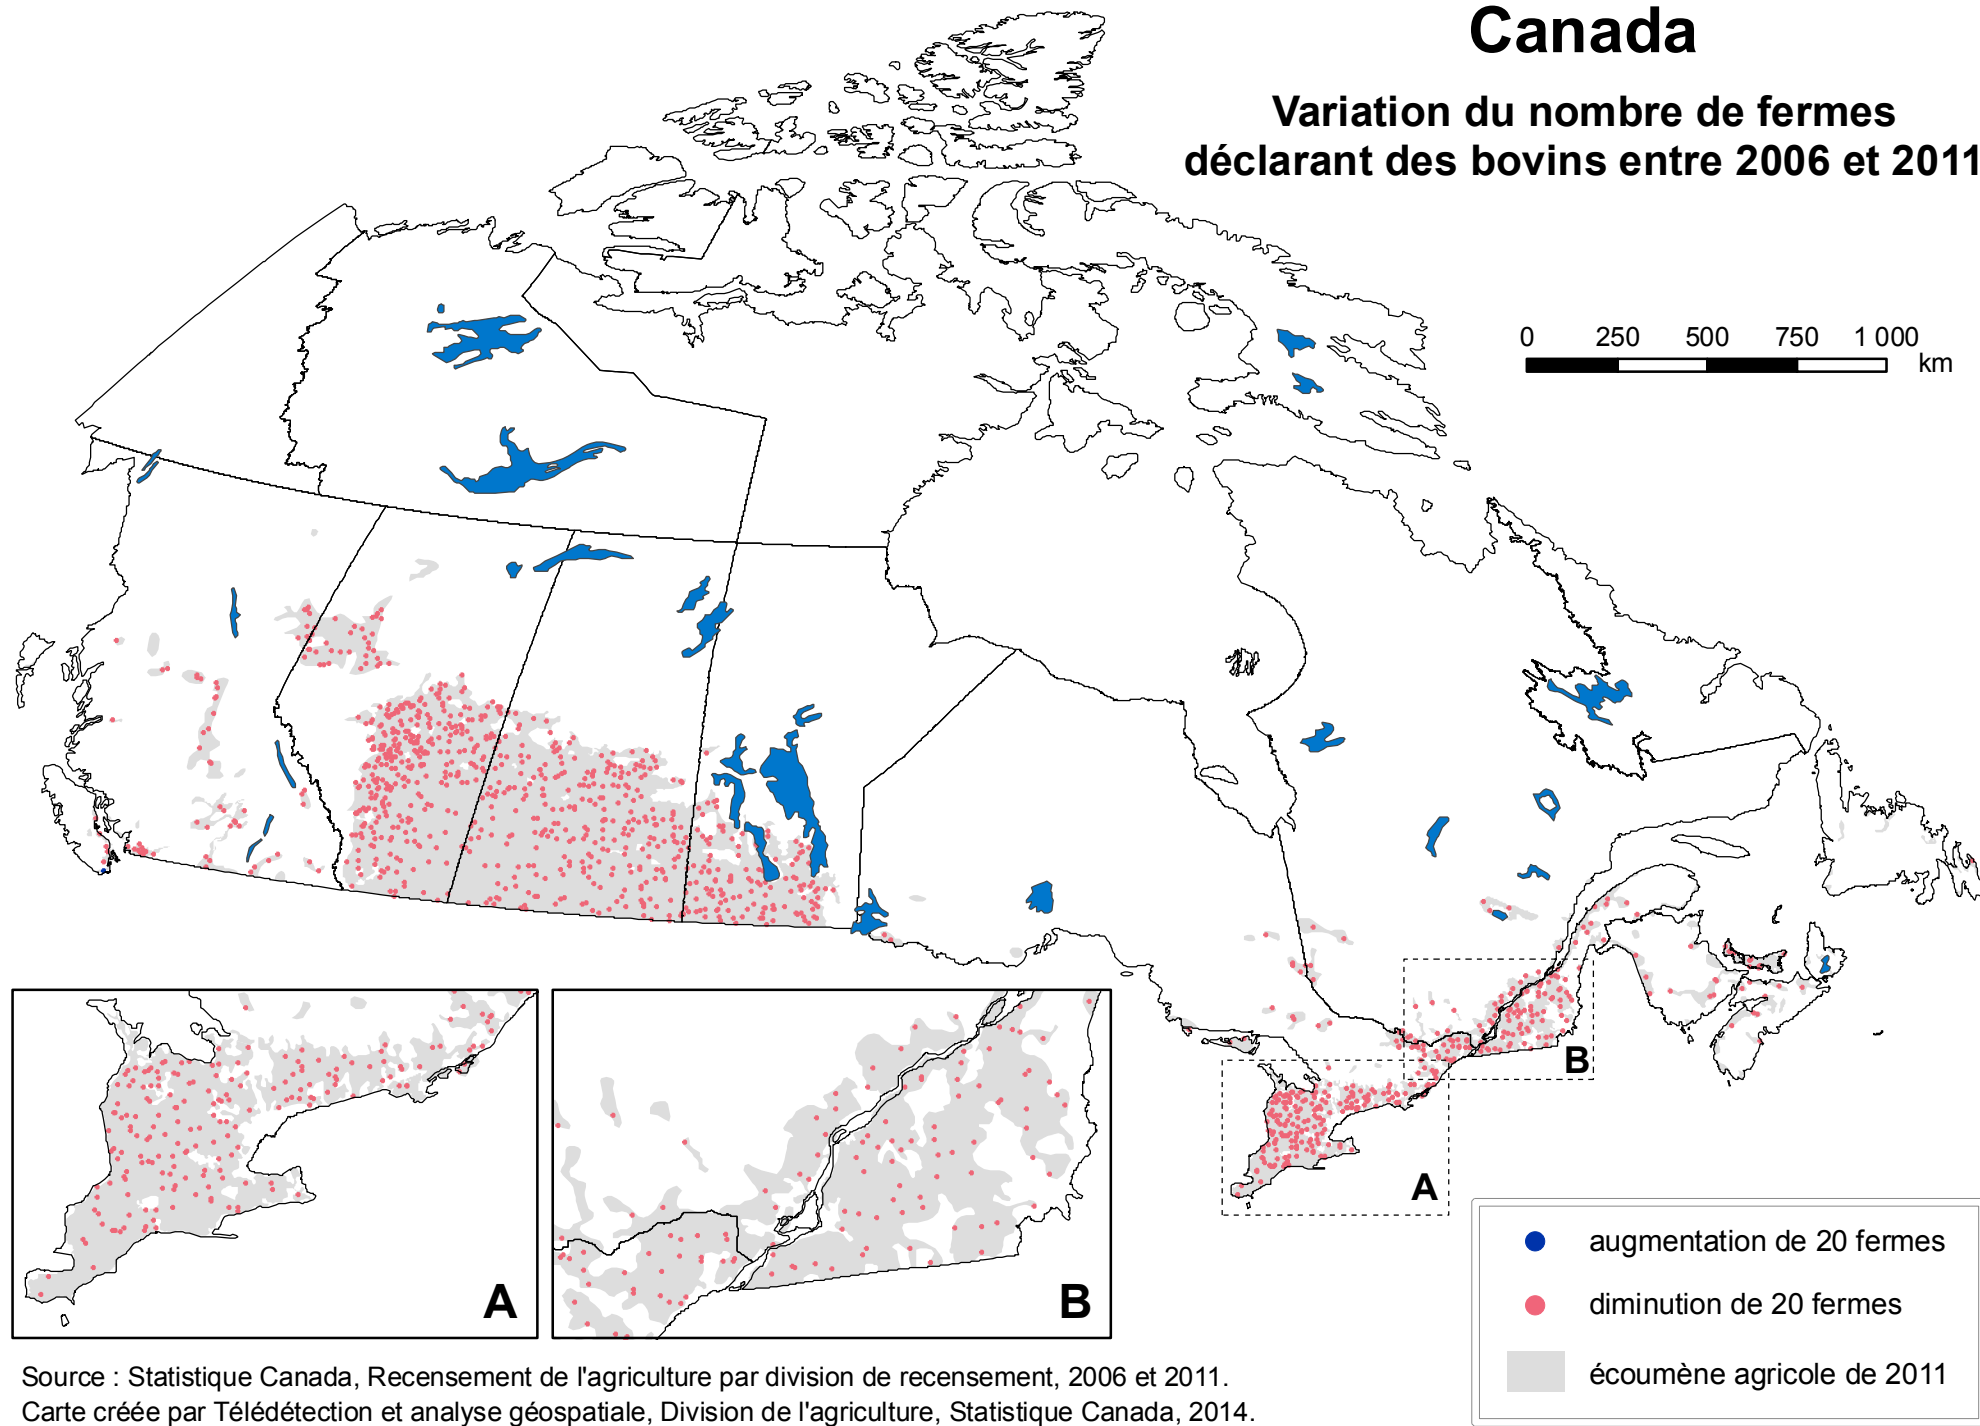 Canada
Variation du nombre de fermes
déclarant des bovins entre 2006 et 2011
0 250 500 750 1 000
km
B
A
A
B
augmentation de 20 fermes
diminution de 20 fermes
écoumène agricole de 2011
Source : Statistique Canada, Recensement de l'agriculture par division de recensement, 2006 et 2011.
Carte créée par Télédétection et analyse géospatiale, Division de l'agriculture, Statistique Canada, 2014.